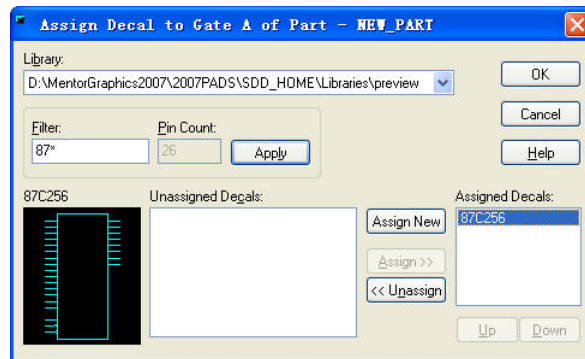 Assign Decal to Gate A of Part - NEW_PART
Library:
D:\MentorGraphics2007\2007PADS\SDD_HOME\Libraries\preview
OK
Cancel
Help
Filter:
Pin Count:
87*
26
Apply
87C256
Unassigned Decals:
Assigned Decals:
87C256
Assign New
Assign >>
<< Unassign
Up
Down